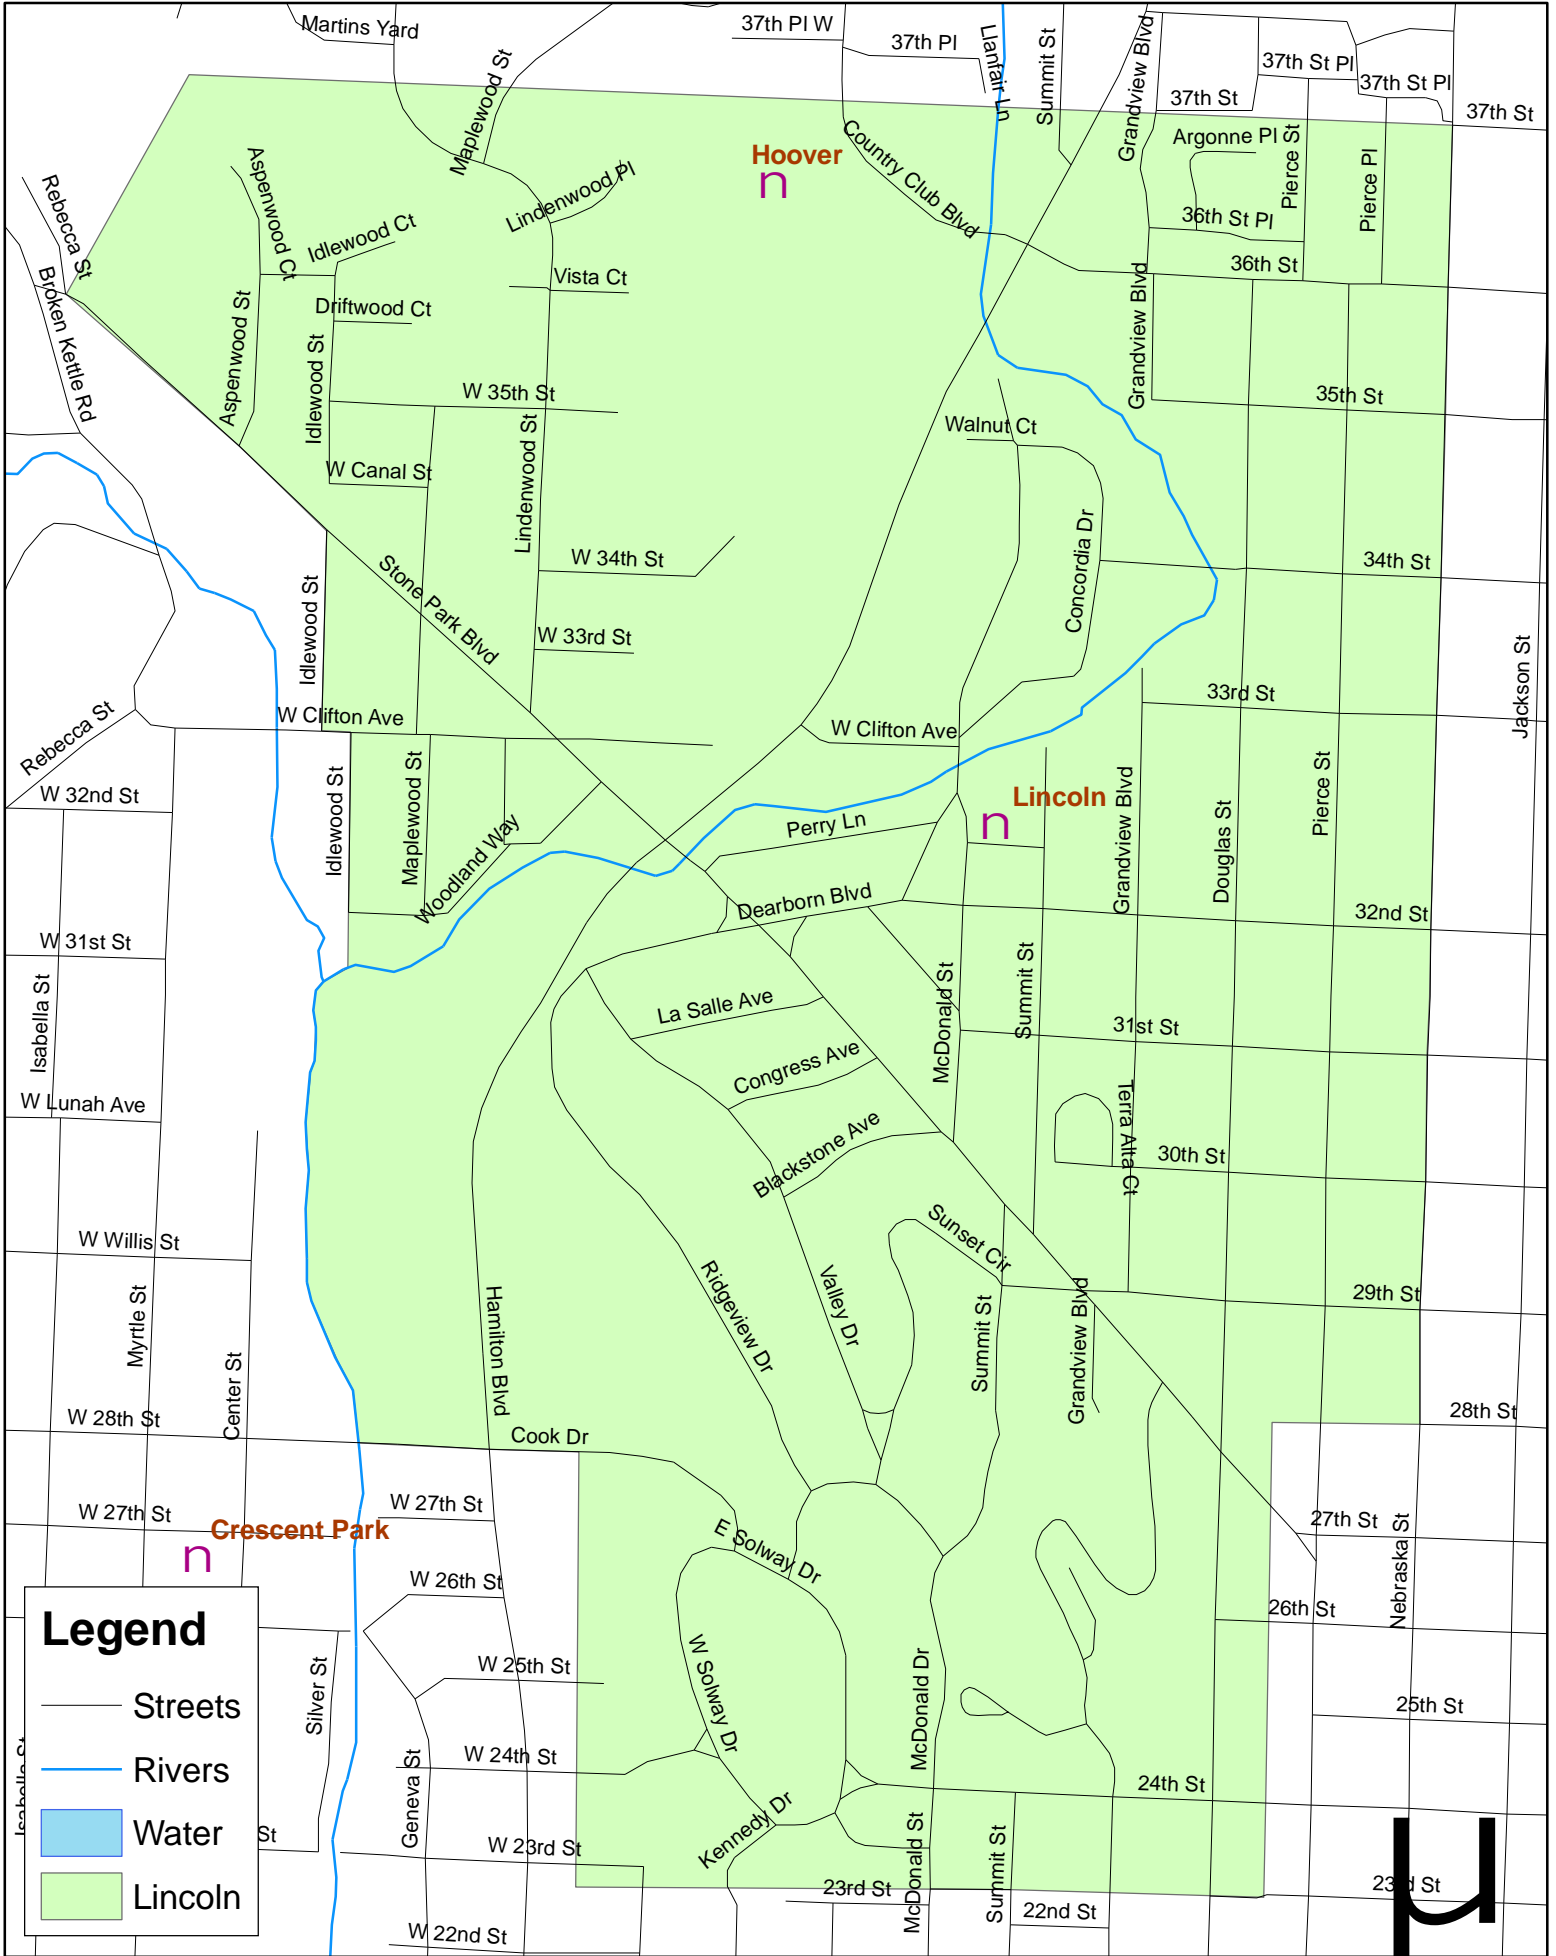 Martins Yard
37th Pl W
37th Pl
Llanfair Ln
Summit St
Grandview Blvd
37th St Pl
37th St Pl
37th St
37th St
Maplewood St
Hoover
n
Country Club Blvd
Argonne Pl
Pierce St
Pierce Pl
36th St Pl
36th St
Rebecca St
Aspenwood Ct
Idlewood Ct
Lindenwood Pl
Vista Ct
Driftwood Ct
Broken Kettle Rd
Aspenwood St
Idlewood St
W 35th St
Grandview Blvd
35th St
Walnut Ct
W Canal St
Lindenwood St
W 34th St
34th St
Concordia Dr
Stone Park Blvd
Idlewood St
W 33rd St
33rd St
Jackson St
Rebecca St
W Clifton Ave
W Clifton Ave
W 32nd St
Idlewood St
Maplewood St
Woodland Way
Perry Ln
Lincoln
n
Grandview Blvd
Douglas St
Pierce St
Dearborn Blvd
32nd St
W 31st St
Isabella St
La Salle Ave
McDonald St
Summit St
31st St
Congress Ave
W Lunah Ave
Blackstone Ave
Terra Alta Ct
30th St
W Willis St
Sunset Cir
Myrtle St
Center St
Hamilton Blvd
Ridgeview Dr
Valley Dr
Summit St
Grandview Blvd
29th St
W 28th St
Cook Dr
28th St
W 27th St
Crescent Park
n
W 27th St
E Solway Dr
27th St
Nebraska St
W 26th St
26th St
W 25th St
W Solway Dr
McDonald Dr
25th St
Silver St
Geneva St
W 24th St
24th St
Kennedy Dr
W 23rd St
McDonald St
Summit St
23rd St
23rd St
22nd St
W 22nd St
Isabella St
St
Legend
Streets
Rivers
Water
Lincoln
µ